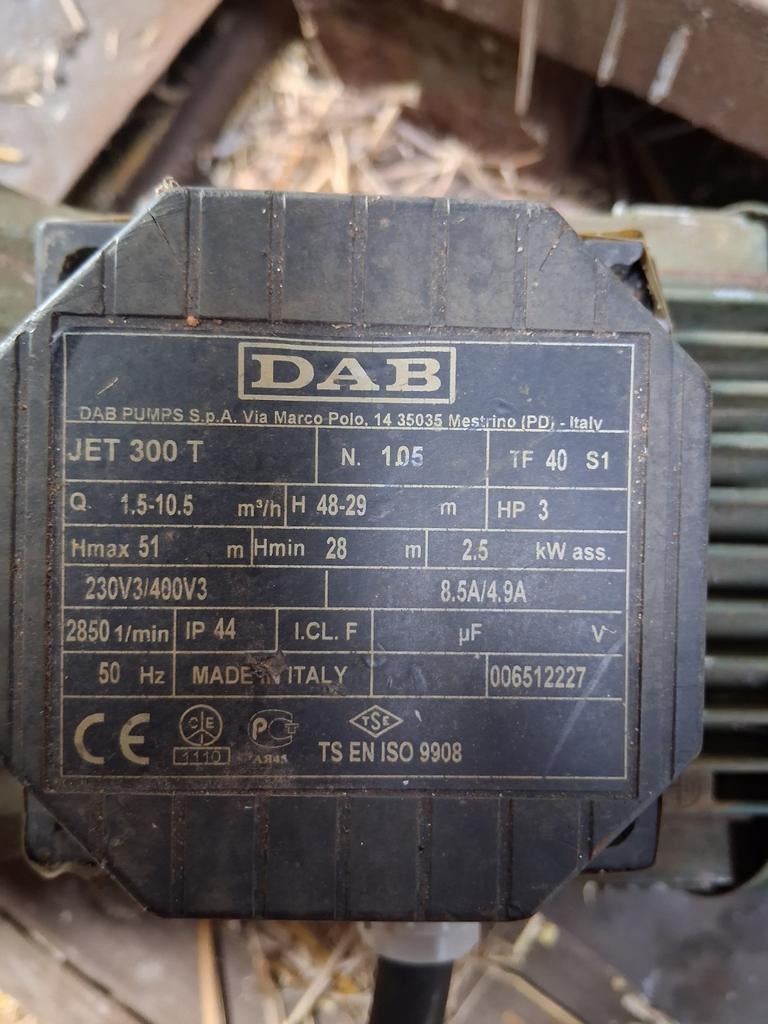 DAB
DAB PUMPS S.p.A. Via Marco Polo, 14 35035 Mestrino (PD) - Italy
JET 300 T N. 1.05 TF 40 S1
Q 1.5-10.5 m³/h H 48-29 m HP 3
Hmax 51 m Hmin 28 m 2.5 kW ass.
230V3/400V3 8.5A/4.9A
2850 1/min IP 44 I.CL. F µF V~
50 Hz MADE IN ITALY 006512227
CE C E PC TSE
1110 АЯ45 TS EN ISO 9908